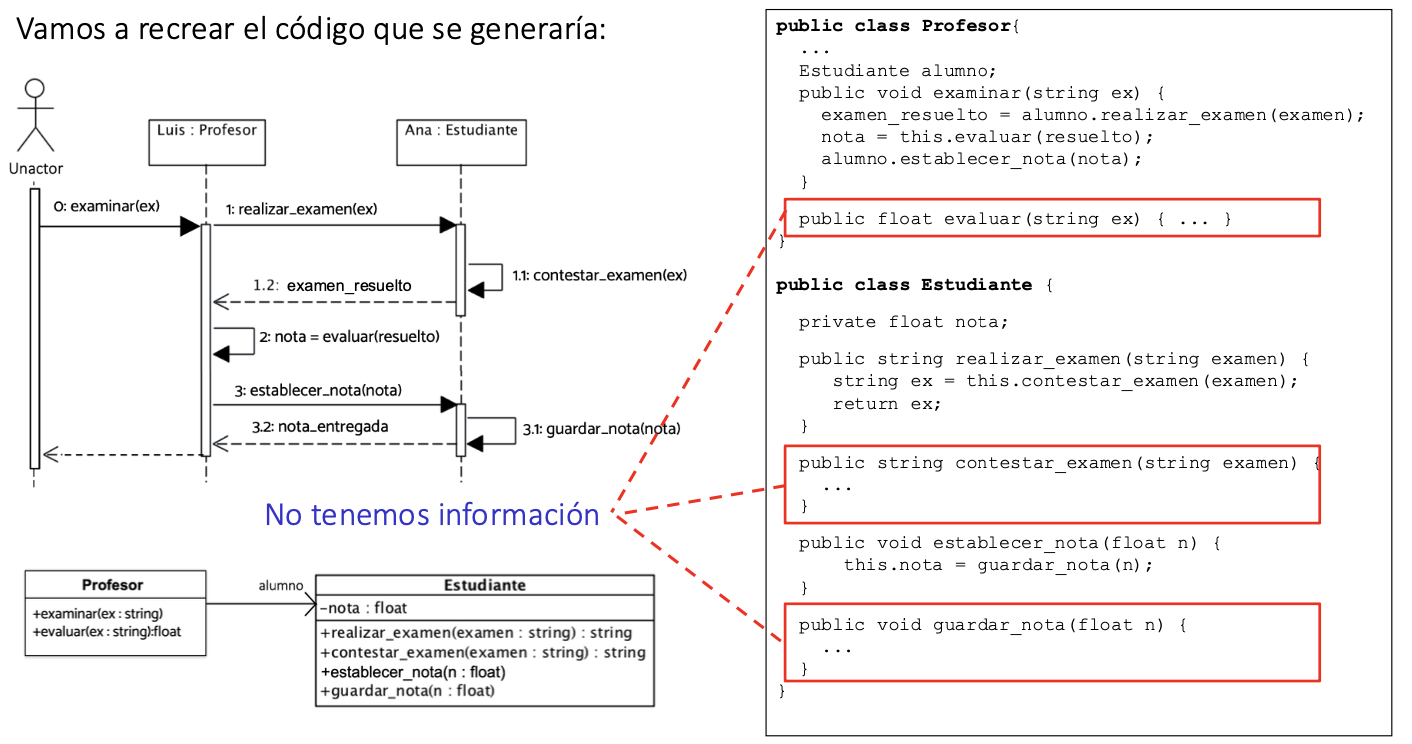 Vamos a recrear el código que se generaría:
Unactor
Luis : Profesor
Ana : Estudiante
0: examinar(ex)
1: realizar_examen(ex)
1.1: contestar_examen(ex)
1.2: examen_resuelto
2: nota = evaluar(resuelto)
3: establecer_nota(nota)
3.1: guardar_nota(nota)
3.2: nota_entregada
No tenemos información
Profesor
+examinar(ex : string)
+evaluar(ex : string):float
alumno
Estudiante
-nota : float
+realizar_examen(examen : string) : string
+contestar_examen(examen : string) : string
+establecer_nota(n : float)
+guardar_nota(n : float)
public class Profesor{
...
Estudiante alumno;
public void examinar(string ex) {
examen_resuelto = alumno.realizar_examen(examen);
nota = this.evaluar(resuelto);
alumno.establecer_nota(nota);
}
public float evaluar(string ex) { ... }
}
public class Estudiante {
private float nota;
public string realizar_examen(string examen) {
string ex = this.contestar_examen(examen);
return ex;
}
public string contestar_examen(string examen) {
...
}
public void establecer_nota(float n) {
this.nota = guardar_nota(n);
}
public void guardar_nota(float n) {
...
}
}